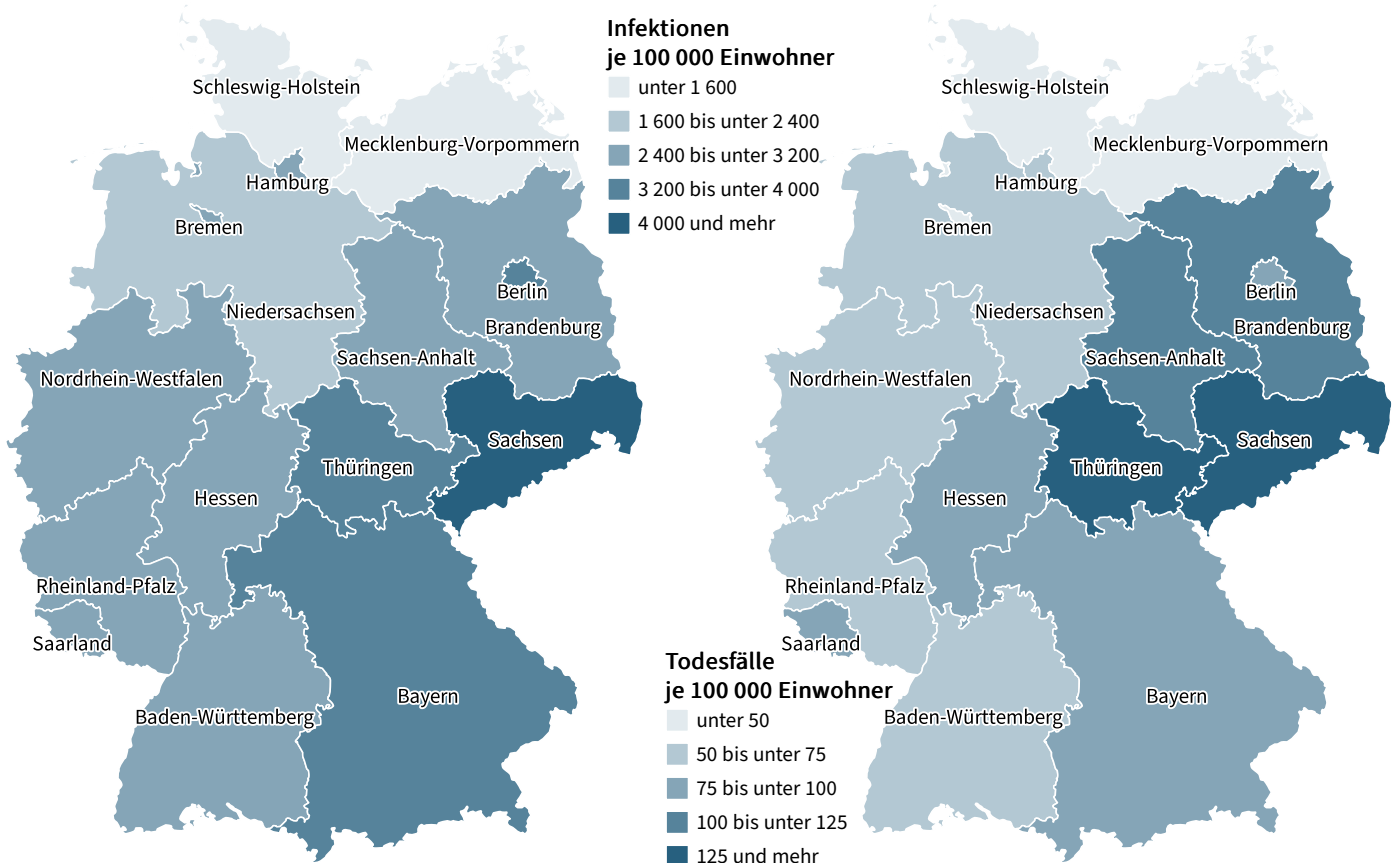 Infektionen
je 100 000 Einwohner
unter 1 600
1 600 bis unter 2 400
2 400 bis unter 3 200
3 200 bis unter 4 000
4 000 und mehr
Schleswig-Holstein
Mecklenburg-Vorpommern
Hamburg
Bremen
Berlin
Niedersachsen
Brandenburg
Sachsen-Anhalt
Nordrhein-Westfalen
Sachsen
Thüringen
Hessen
Rheinland-Pfalz
Saarland
Bayern
Baden-Württemberg
Todesfälle
je 100 000 Einwohner
unter 50
50 bis unter 75
75 bis unter 100
100 bis unter 125
125 und mehr
Schleswig-Holstein
Mecklenburg-Vorpommern
Hamburg
Bremen
Berlin
Niedersachsen
Brandenburg
Sachsen-Anhalt
Nordrhein-Westfalen
Sachsen
Thüringen
Hessen
Rheinland-Pfalz
Saarland
Bayern
Baden-Württemberg